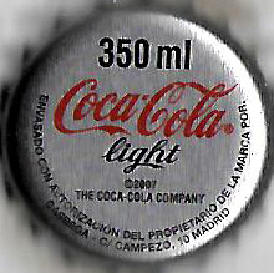 350 ml
Coca-Cola®
light
©2007
THE COCA-COLA COMPANY
ENVASADO CON AUTORIZACIÓN DEL PROPIETARIO DE LA MARCA POR:
C/ CAMPEZO, 10 MADRID